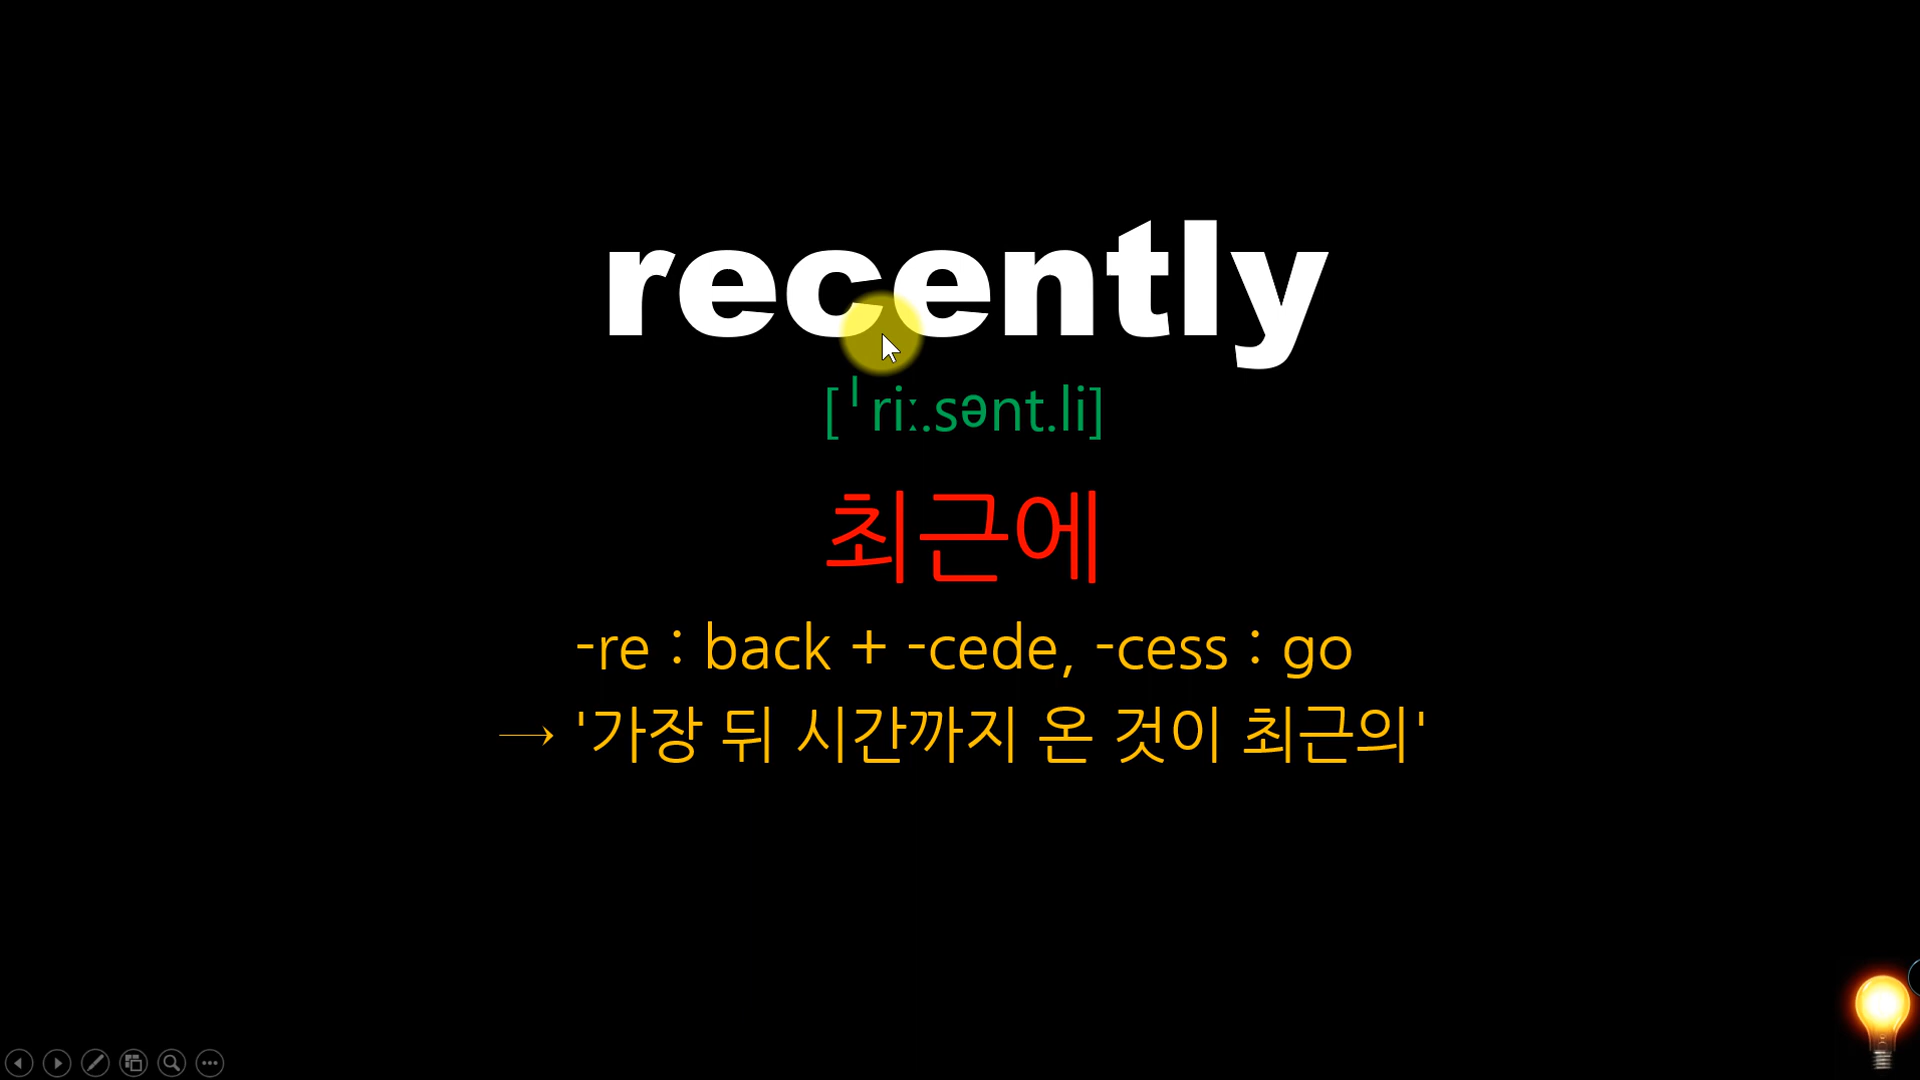 recently
[ˈriː.sənt.li]
최근에
-re : back + -cede, -cess : go
→ '가장 뒤 시간까지 온 것이 최근의'